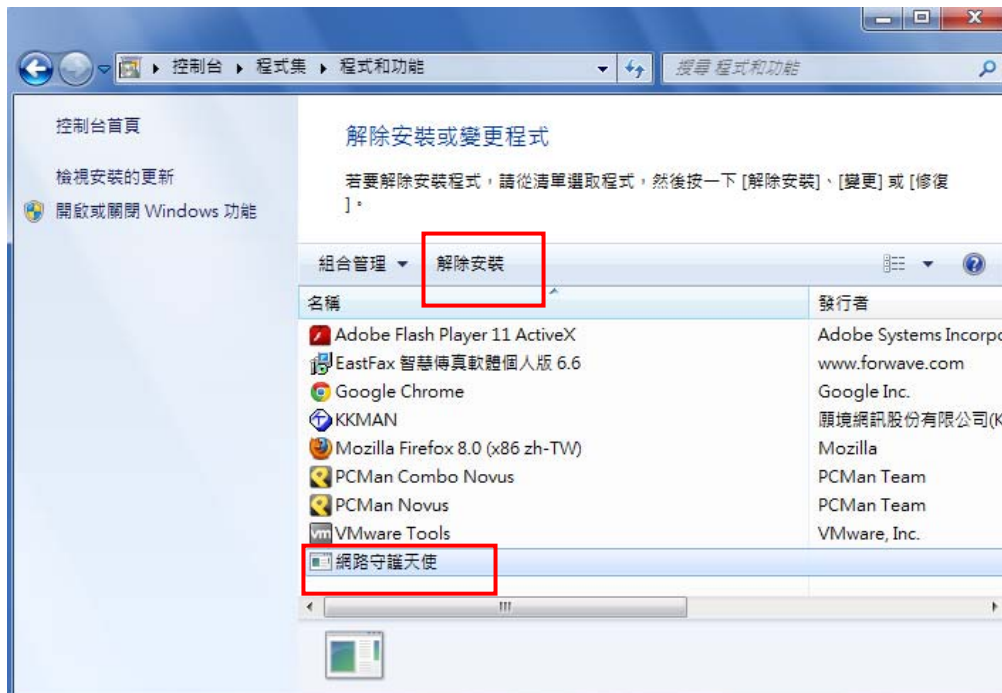 控制台 ▸ 程式集 ▸ 程式和功能
搜尋 程式和功能
控制台首頁
檢視安裝的更新
開啟或關閉 Windows 功能
解除安裝或變更程式
若要解除安裝程式，請從清單選取程式，然後按一下 [解除安裝]、[變更] 或 [修復
]。
組合管理 解除安裝
名稱 發行者
Adobe Flash Player 11 ActiveX Adobe Systems Incorpo
EastFax 智慧傳真軟體個人版 6.6 www.forwave.com
Google Chrome Google Inc.
KKMAN 願境網訊股份有限公司(K
Mozilla Firefox 8.0 (x86 zh-TW) Mozilla
PCMan Combo Novus PCMan Team
PCMan Novus PCMan Team
VMware Tools VMware, Inc.
網路守護天使